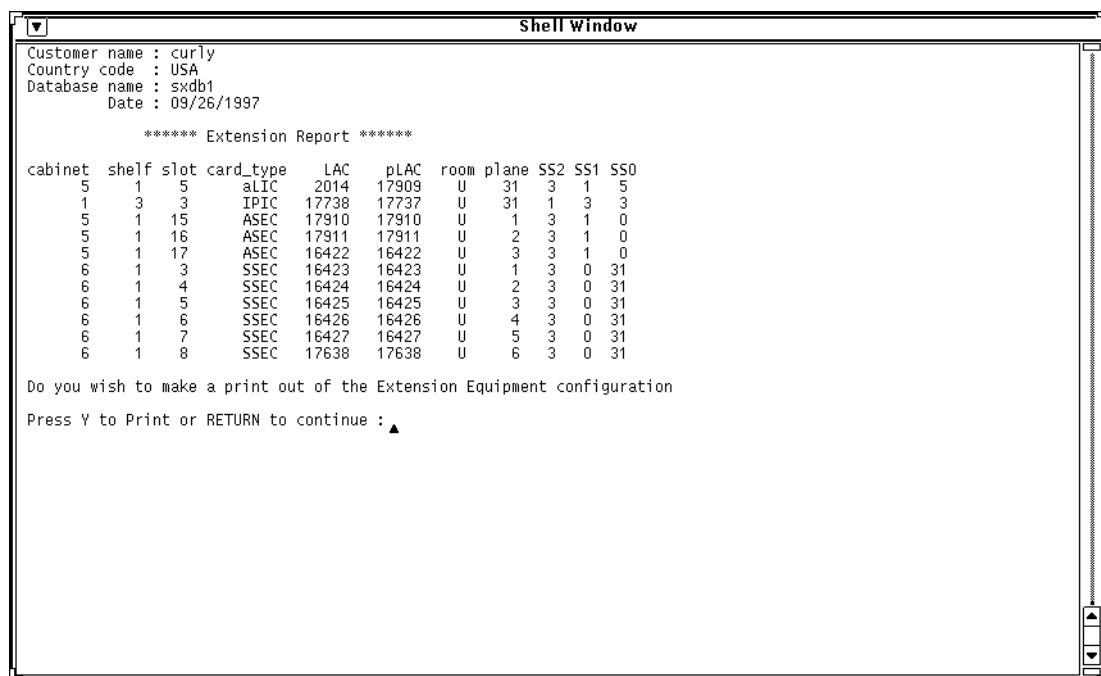 Shell Window
Customer name : curly
Country code : USA
Database name : sxdb1
Date : 09/26/1997
****** Extension Report ******
cabinet shelf slot card_type LAC pLAC room plane SS2 SS1 SS0
5 1 5 aLIC 2014 17909 U 31 3 1 5
1 3 3 IPIC 17738 17737 U 31 1 3 3
5 1 15 ASEC 17910 17910 U 1 3 1 0
5 1 16 ASEC 17911 17911 U 2 3 1 0
5 1 17 ASEC 16422 16422 U 3 3 1 0
6 1 3 SSEC 16423 16423 U 1 3 0 31
6 1 4 SSEC 16424 16424 U 2 3 0 31
6 1 5 SSEC 16425 16425 U 3 3 0 31
6 1 6 SSEC 16426 16426 U 4 3 0 31
6 1 7 SSEC 16427 16427 U 5 3 0 31
6 1 8 SSEC 17638 17638 U 6 3 0 31
Do you wish to make a print out of the Extension Equipment configuration
Press Y to Print or RETURN to continue :